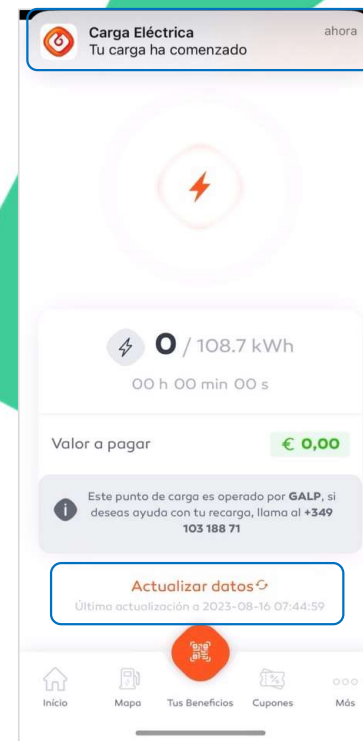 Carga Eléctrica
ahora
Tu carga ha comenzado
0 / 108.7 kWh
00 h 00 min 00 s
Valor a pagar
€ 0,00
Este punto de carga es operado por GALP, si
deseas ayuda con tu recarga, llama al +349
103 188 71
Actualizar datos
Última actualización a 2023-08-16 07:44:59
Início
Mapa
Tus Beneficios
Cupones
Más